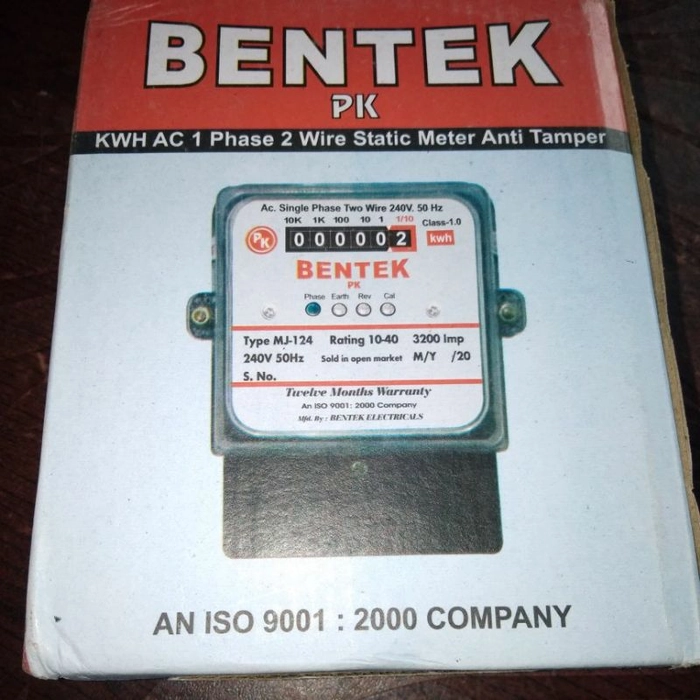 BENTEK
PK
KWH AC 1 Phase 2 Wire Static Meter Anti Tamper
Ac. Single Phase Two Wire 240V. 50 Hz
10K 1K 100 10 1 1/10 Class-1.0
PK 00000 2 kwh
BENTEK
PK
Phase Earth Rev Cal
Type MJ-124 Rating 10-40 3200 Imp
240V 50Hz Sold in open market M/Y /20
S. No.
Twelve Months Warranty
An ISO 9001: 2000 Company
Mfd. By : BENTEK ELECTRICALS
AN ISO 9001 : 2000 COMPANY